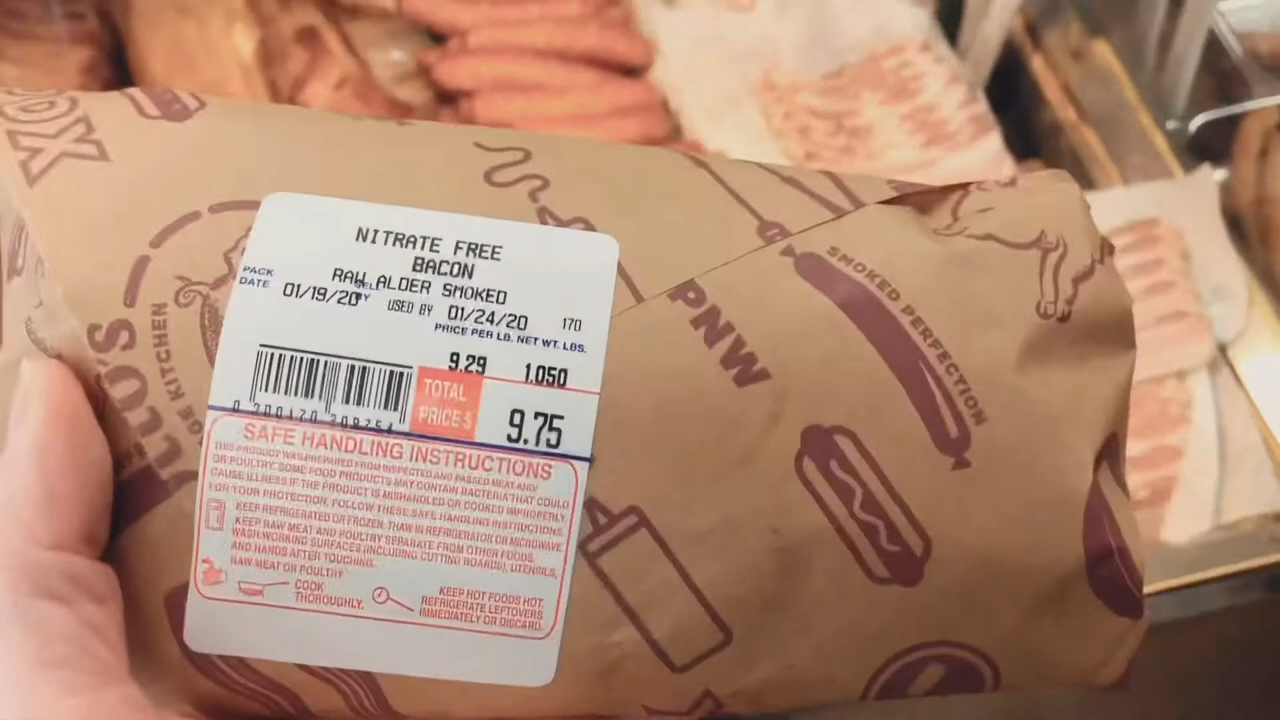 NITRATE FREE
BACON
RAW ALDER SMOKED
PACK DATE 01/19/20 SELL BY USED BY 01/24/20 170
PRICE PER LB. NET WT. LBS.
9.29 1.050
TOTAL
PRICE $ 9.75
0 200170 309754
SAFE HANDLING INSTRUCTIONS
THIS PRODUCT WAS PREPARED FROM INSPECTED AND PASSED MEAT AND/
OR POULTRY. SOME FOOD PRODUCTS MAY CONTAIN BACTERIA THAT COULD
CAUSE ILLNESS IF THE PRODUCT IS MISHANDLED OR COOKED IMPROPERLY.
FOR YOUR PROTECTION, FOLLOW THESE SAFE HANDLING INSTRUCTIONS.
KEEP REFRIGERATED OR FROZEN. THAW IN REFRIGERATOR OR MICROWAVE
KEEP RAW MEAT AND POULTRY SEPARATE FROM OTHER FOODS.
WASH WORKING SURFACES (INCLUDING CUTTING BOARDS), UTENSILS,
AND HANDS AFTER TOUCHING
RAW MEAT OR POULTRY
COOK
THOROUGHLY.
KEEP HOT FOODS HOT.
REFRIGERATE LEFTOVERS
IMMEDIATELY OR DISCARD.
PNW
SMOKED PERFECTION
KITCHEN